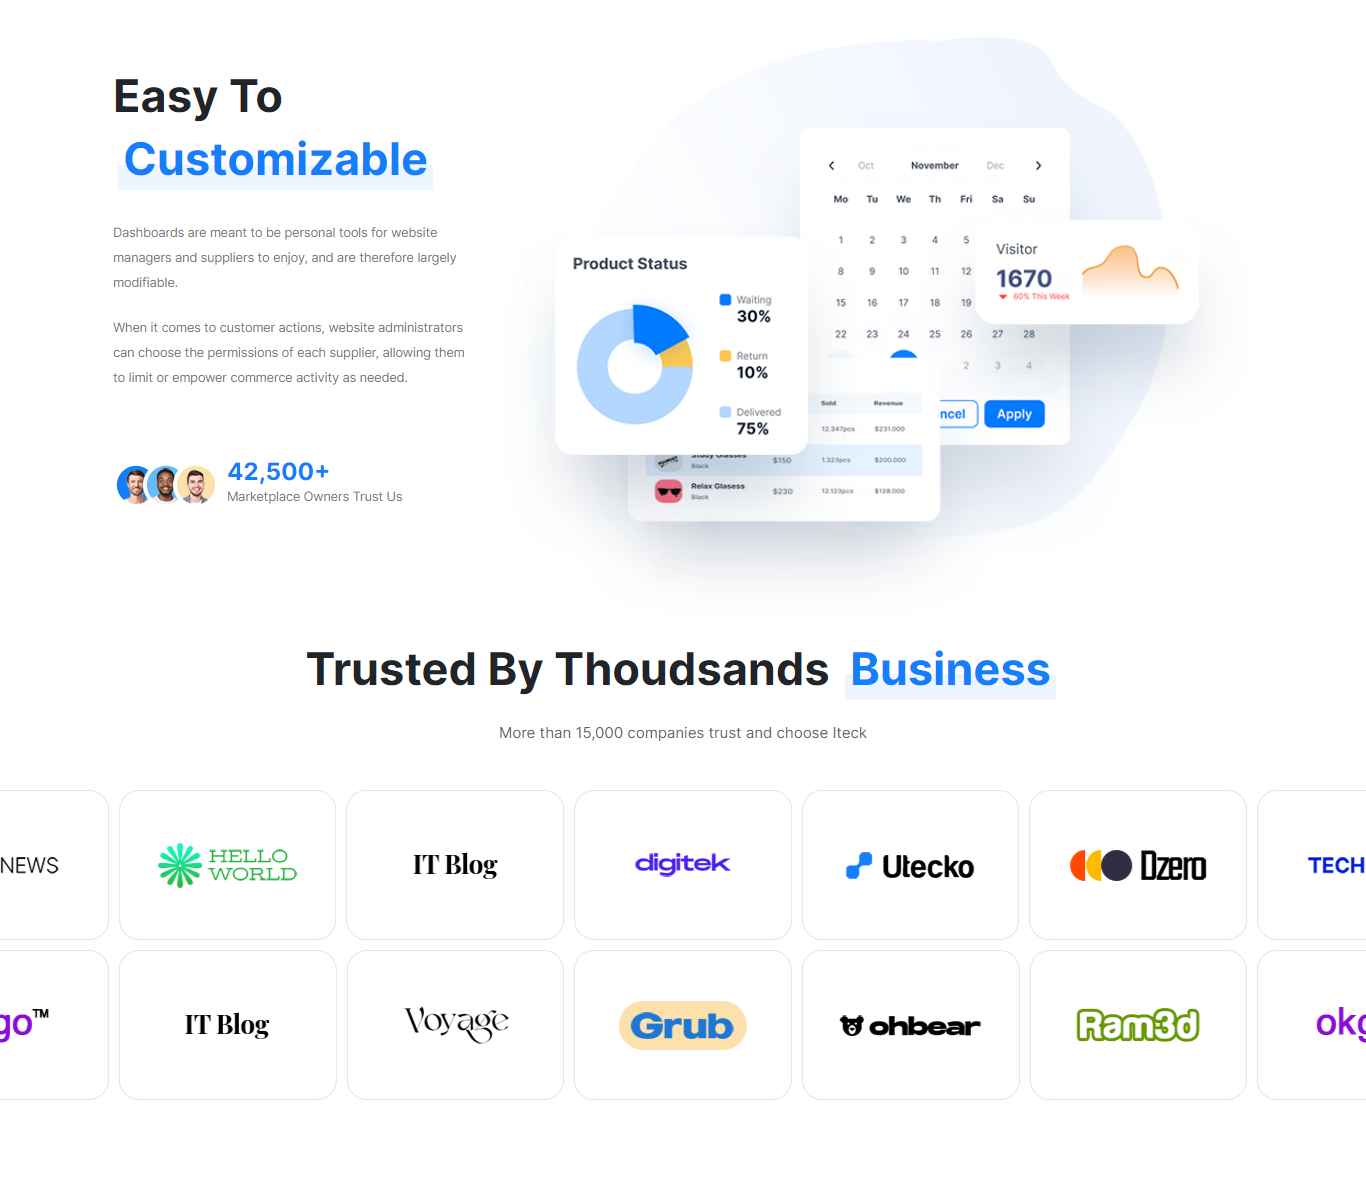 Easy To
Customizable
Dashboards are meant to be personal tools for website
managers and suppliers to enjoy, and are therefore largely
modifiable.
When it comes to customer actions, website administrators
can choose the permissions of each supplier, allowing them
to limit or empower commerce activity as needed.
42,500+
Marketplace Owners Trust Us
Product Status
Waiting
30%
Return
10%
Delivered
75%
Oct November Dec
Mo Tu We Th Fri Sa Su
1 2 3 4 5
8 9 10 11 12
15 16 17 18 19
22 23 24 25 26 27 28
2 3 4
ncel Apply
Visitor
1670
60% This Week
Sold Revenue
12.347pcs $231.000
Study Glasses
Black
$150 1.323pcs $200.000
Relax Glasess
Black
$230 12.123pcs $128.000
Trusted By Thoudsands Business
More than 15,000 companies trust and choose Iteck
NEWS
HELLO
WORLD
IT Blog
digitek
Utecko
Dzero
TECH
go™
IT Blog
Voyage
Grub
ohbear
Ram3d
okg